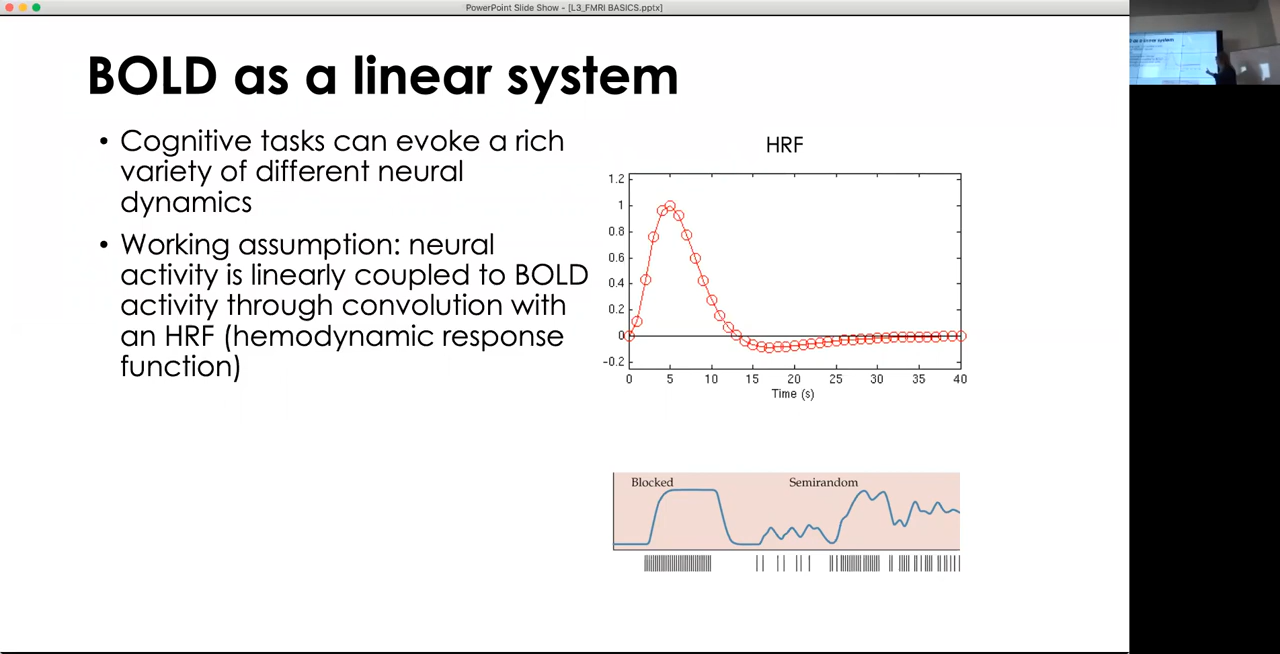 PowerPoint Slide Show - [L3_FMRI BASICS.pptx]
BOLD as a linear system
• Cognitive tasks can evoke a rich
variety of different neural
dynamics
• Working assumption: neural
activity is linearly coupled to BOLD
activity through convolution with
an HRF (hemodynamic response
function)
HRF
1.2
1
0.8
0.6
0.4
0.2
0
-0.2
0 5 10 15 20 25 30 35 40
Time (s)
Blocked Semirandom